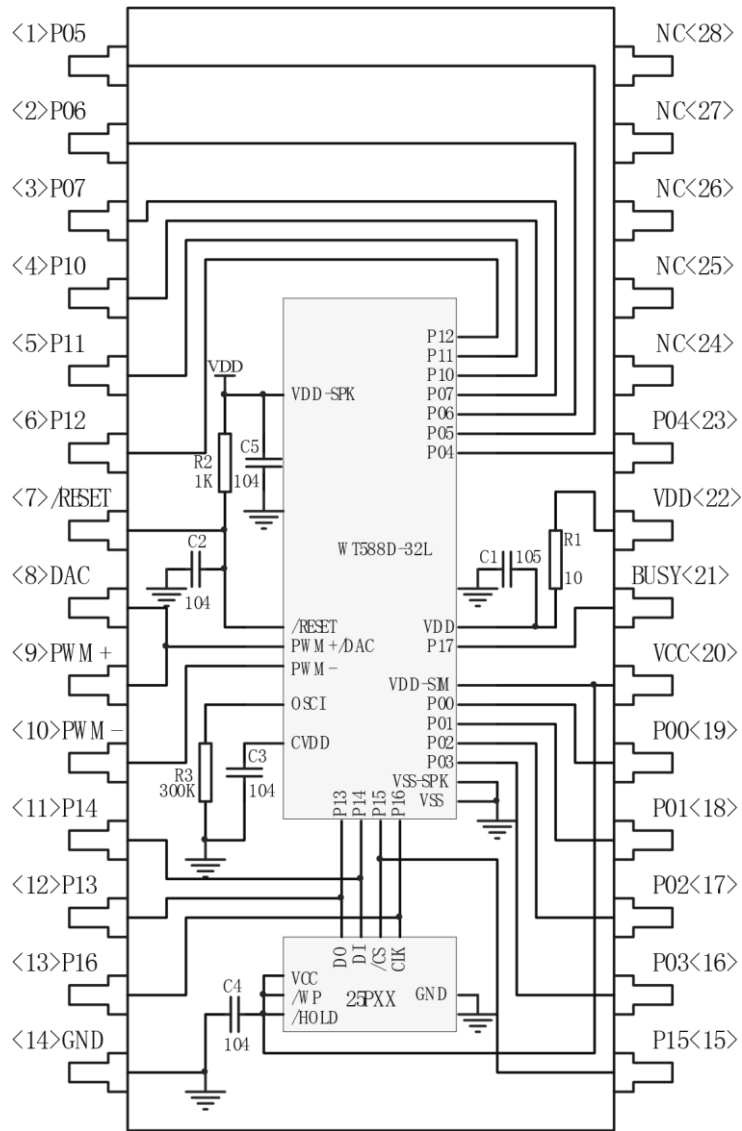 <1>P05
NC<28>
<2>P06
NC<27>
<3>P07
NC<26>
<4>P10
NC<25>
<5>P11
NC<24>
<6>P12
P04<23>
<7>/RESET
VDD<22>
<8>DAC
BUSY<21>
<9>PWM+
VCC<20>
<10>PWM-
P00<19>
<11>P14
P01<18>
<12>P13
P02<17>
<13>P16
P03<16>
<14>GND
P15<15>
P12
P11
P10
P07
P06
P05
P04
VDD
VDD-SPK
R2
1K
C5
104
C2
104
WT588D-32L
C1
105
R1
10
/RESET
PWM+/DAC
PWM-
OSCI
CVDD
VDD
P17
VDD-SIM
P00
P01
P02
P03
VSS-SPK
VSS
R3
300K
C3
104
P13
P14
P15
P16
DO
DI
/CS
ClK
VCC
/WP
/HOLD
25PXX
GND
C4
104